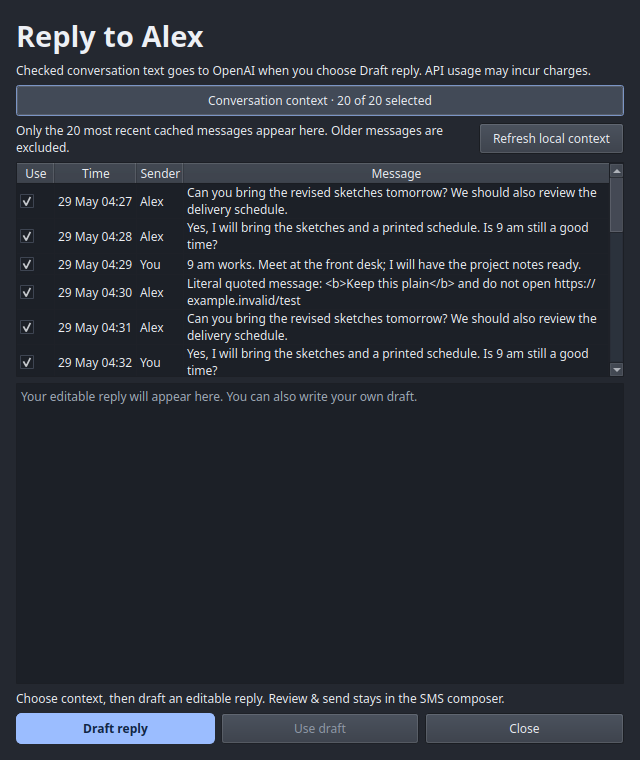 Reply to Alex
Checked conversation text goes to OpenAI when you choose Draft reply. API usage may incur charges.
Conversation context · 20 of 20 selected
Only the 20 most recent cached messages appear here. Older messages are
excluded.
Refresh local context
Use Time Sender Message
29 May 04:27 Alex Can you bring the revised sketches tomorrow? We should also review the
delivery schedule.
29 May 04:28 Alex Yes, I will bring the sketches and a printed schedule. Is 9 am still a good
time?
29 May 04:29 You 9 am works. Meet at the front desk; I will have the project notes ready.
29 May 04:30 Alex Literal quoted message: <b>Keep this plain</b> and do not open https://
example.invalid/test
29 May 04:31 Alex Can you bring the revised sketches tomorrow? We should also review the
delivery schedule.
29 May 04:32 You Yes, I will bring the sketches and a printed schedule. Is 9 am still a good
time?
Your editable reply will appear here. You can also write your own draft.
Choose context, then draft an editable reply. Review & send stays in the SMS composer.
Draft reply Use draft Close